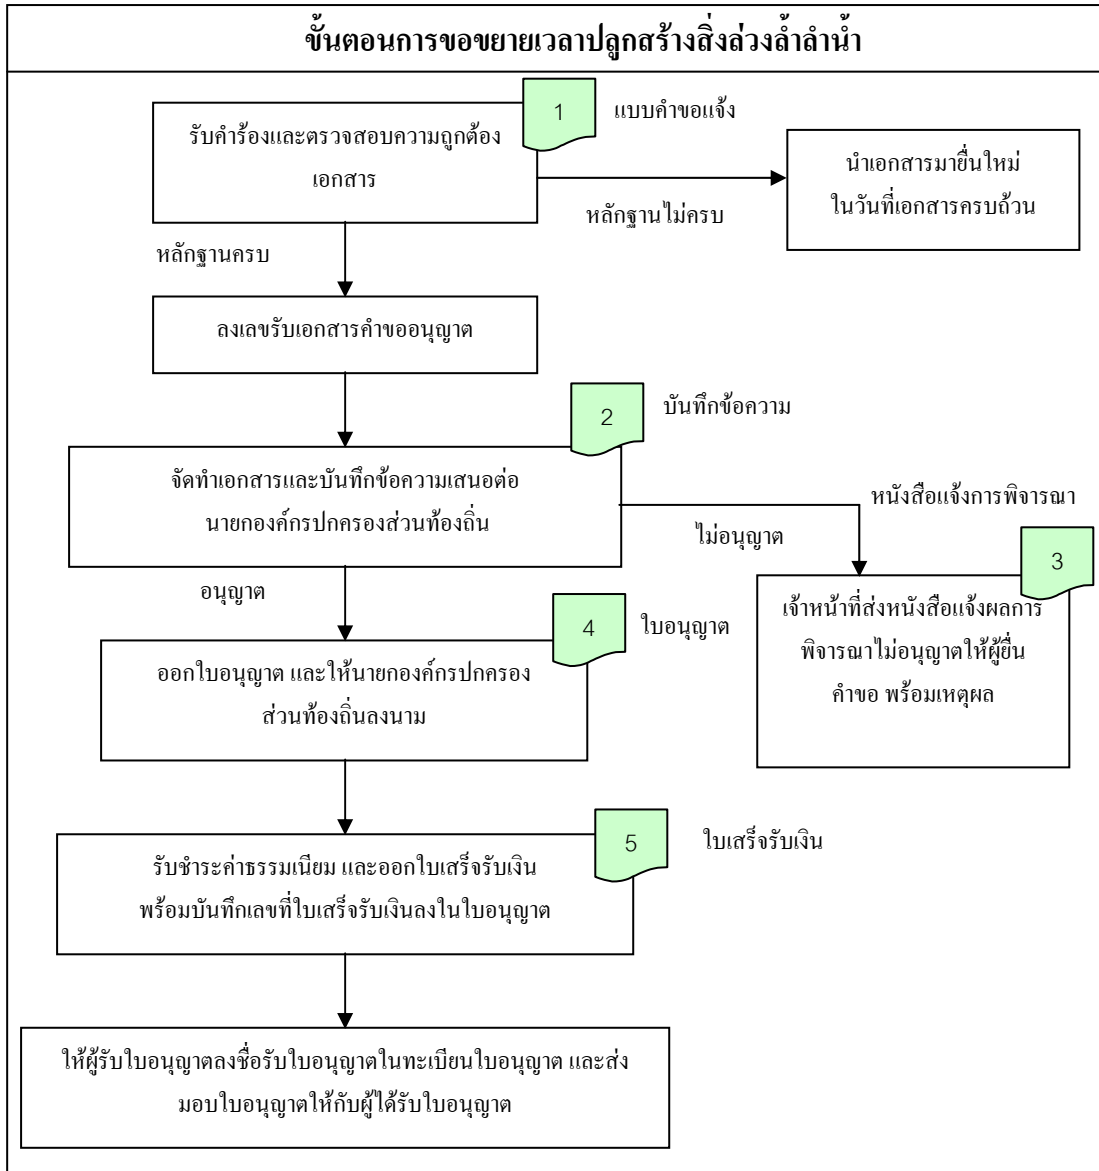 ขั้นตอนการขอขยายเวลาปลูกสร้างสิ่งล่วงล้ำลำน้ำ
1
แบบคำขอแจ้ง
รับคำร้องและตรวจสอบความถูกต้อง
เอกสาร
นำเอกสารมายื่นใหม่
ในวันที่เอกสารครบถ้วน
หลักฐานไม่ครบ
หลักฐานครบ
ลงเลขรับเอกสารคำขออนุญาต
2
บันทึกข้อความ
จัดทำเอกสารและบันทึกข้อความเสนอต่อ
นายกองค์กรปกครองส่วนท้องถิ่น
หนังสือแจ้งการพิจารณา
ไม่อนุญาต
3
เจ้าหน้าที่ส่งหนังสือแจ้งผลการ
พิจารณาไม่อนุญาตให้ผู้ยื่น
คำขอ พร้อมเหตุผล
อนุญาต
4
ใบอนุญาต
ออกใบอนุญาต และให้นายกองค์กรปกครอง
ส่วนท้องถิ่นลงนาม
5
ใบเสร็จรับเงิน
รับชำระค่าธรรมเนียม และออกใบเสร็จรับเงิน
พร้อมบันทึกเลขที่ใบเสร็จรับเงินลงในใบอนุญาต
ให้ผู้รับใบอนุญาตลงชื่อรับใบอนุญาตในทะเบียนใบอนุญาต และส่ง
มอบใบอนุญาตให้กับผู้ได้รับใบอนุญาต